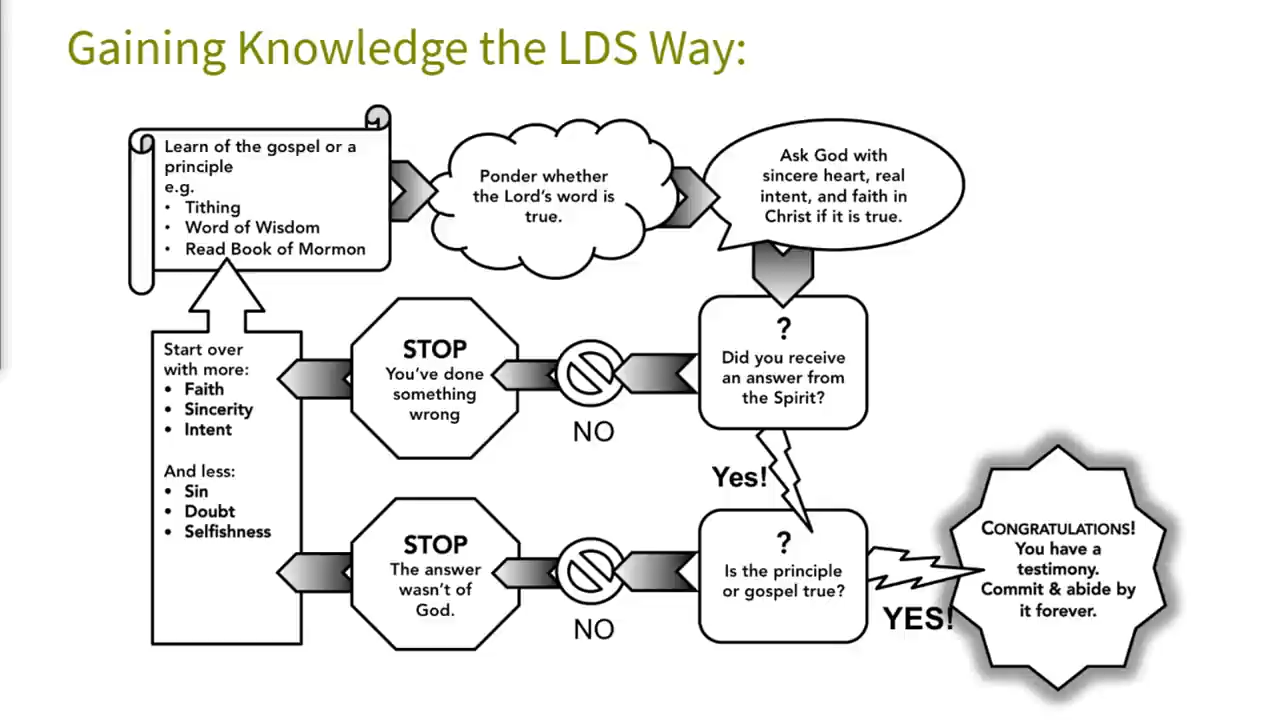 Gaining Knowledge the LDS Way:
Learn of the gospel or a
principle
e.g.
• Tithing
• Word of Wisdom
• Read Book of Mormon
Ponder whether
the Lord's word is
true.
Ask God with
sincere heart, real
intent, and faith in
Christ if it is true.
?
Did you receive
an answer from
the Spirit?
NO
STOP
You've done
something
wrong
Start over
with more:
• Faith
• Sincerity
• Intent
And less:
• Sin
• Doubt
• Selfishness
Yes!
?
Is the principle
or gospel true?
NO
STOP
The answer
wasn't of
God.
YES!
CONGRATULATIONS!
You have a
testimony.
Commit & abide by
it forever.